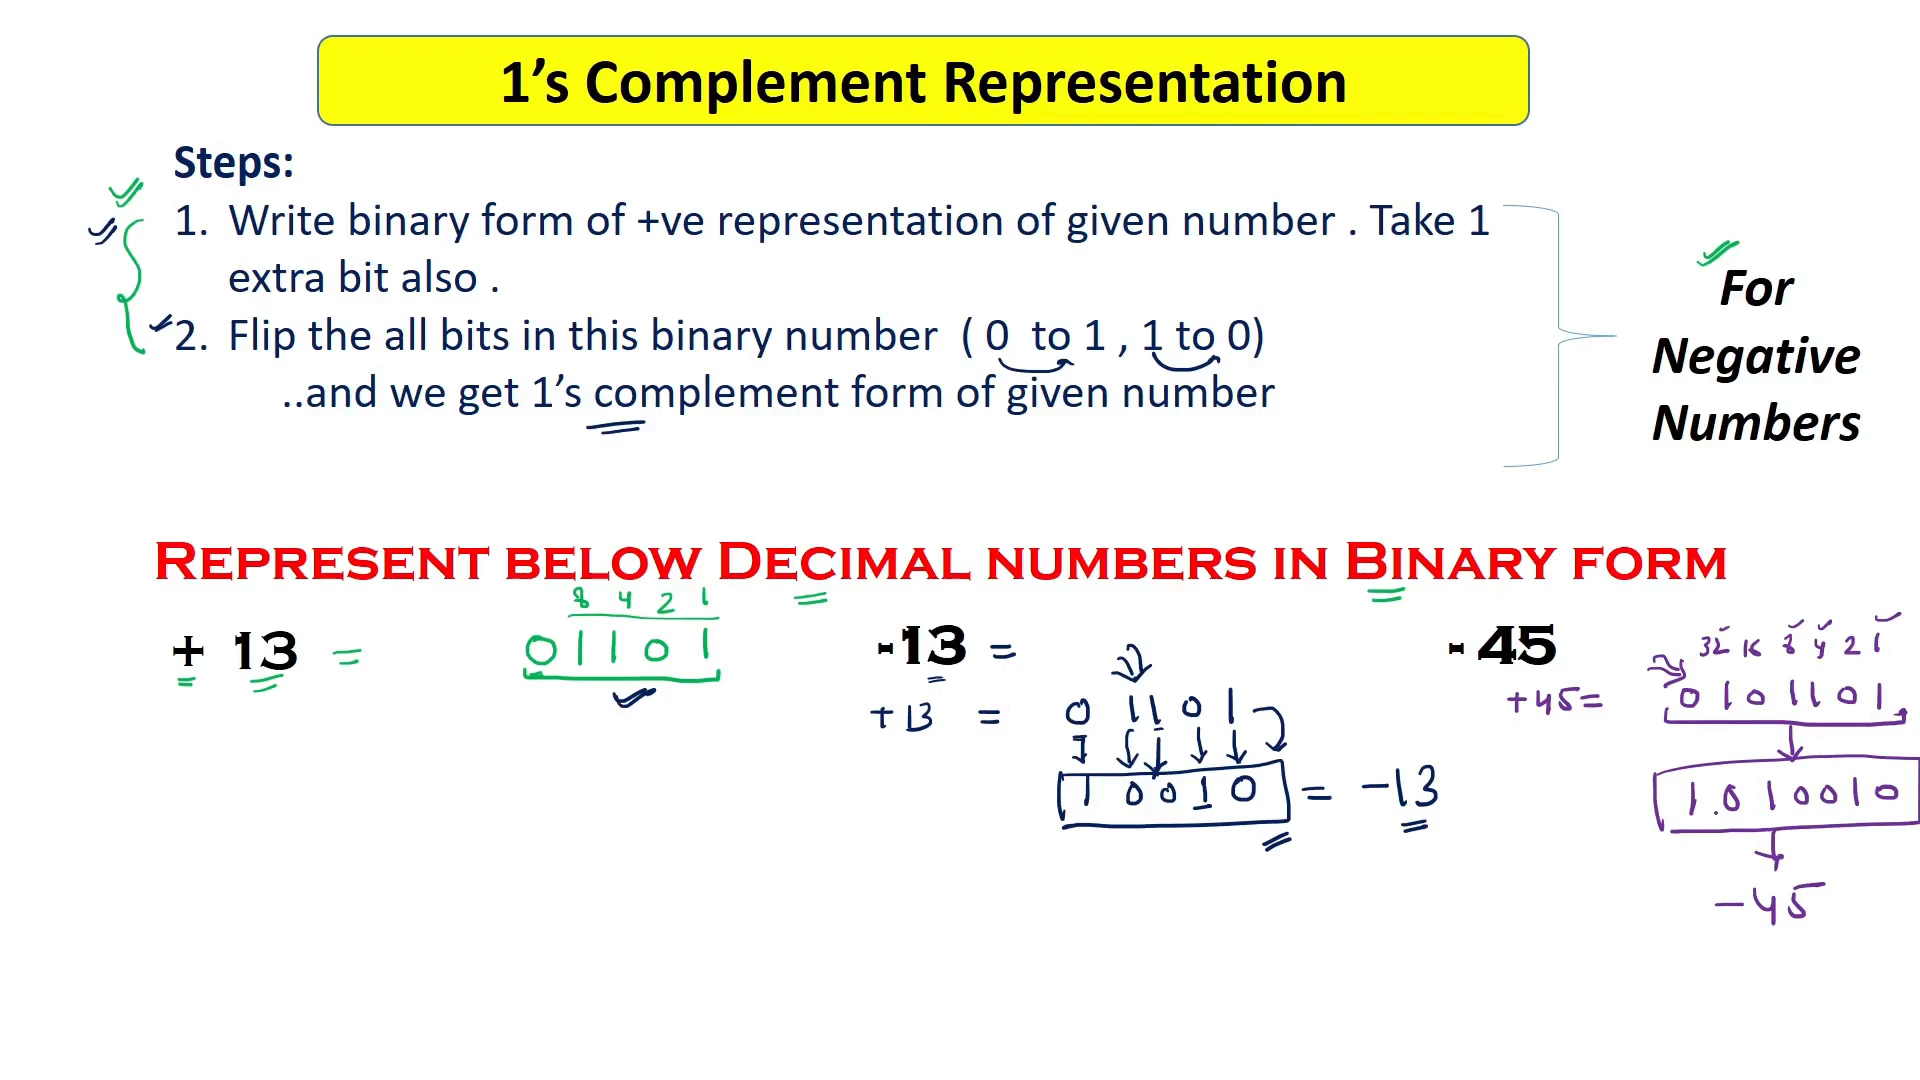 1’s Complement Representation
Steps:
1. Write binary form of +ve representation of given number . Take 1
extra bit also .
2. Flip the all bits in this binary number ( 0 to 1 , 1 to 0)
..and we get 1’s complement form of given number
For
Negative
Numbers
Represent below Decimal numbers in Binary form
8 4 2 1
+ 13 = 0 1 1 0 1
-13 =
+13 = 0 1 1 0 1
1 0 0 1 0 = -13
- 45
32 16 8 4 2 1
+45= 0 1 0 1 1 0 1
1 0 1 0 0 1 0
-45